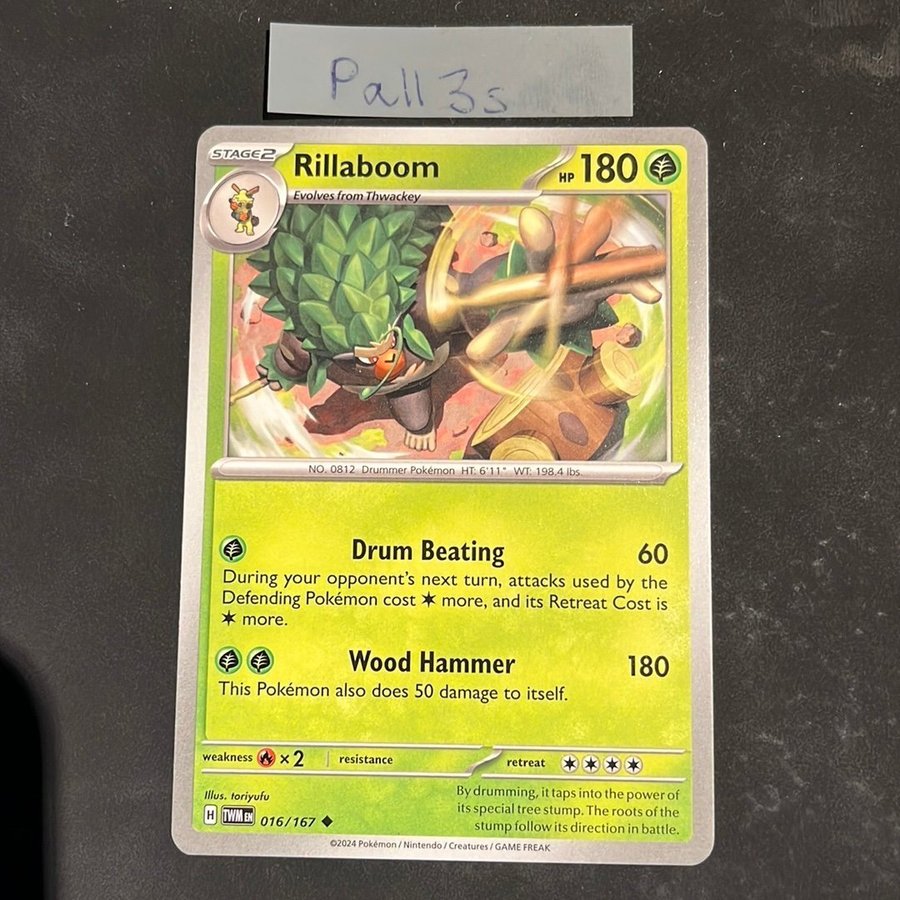 Pall3s
STAGE2
Rillaboom
HP 180
Evolves from Thwackey
NO. 0812 Drummer Pokémon HT: 6'11" WT: 198.4 lbs.
Drum Beating 60
During your opponent's next turn, attacks used by the
Defending Pokémon cost more, and its Retreat Cost is
more.
Wood Hammer 180
This Pokémon also does 50 damage to itself.
weakness ×2 resistance retreat
By drumming, it taps into the power of
its special tree stump. The roots of the
stump follow its direction in battle.
Illus. toriyufu
H TWM EN 016/167
©2024 Pokémon / Nintendo / Creatures / GAME FREAK